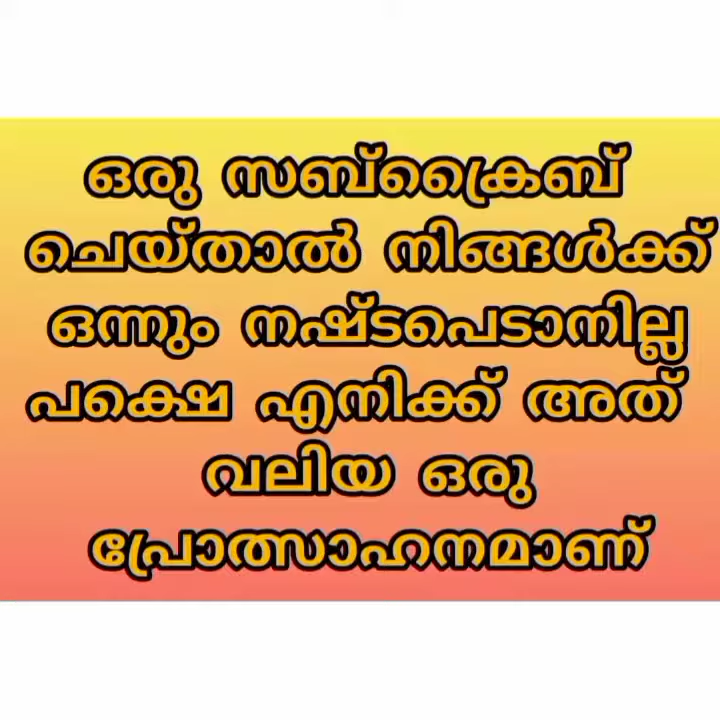 ഒരു സബ്ക്രൈബ്
ചെയ്താൽ നിങ്ങൾക്ക്
ഒന്നും നഷ്ടപെടാനില്ല
പക്ഷെ എനിക്ക് അത്
വലിയ ഒരു
പ്രോത്സാഹനമാണ്